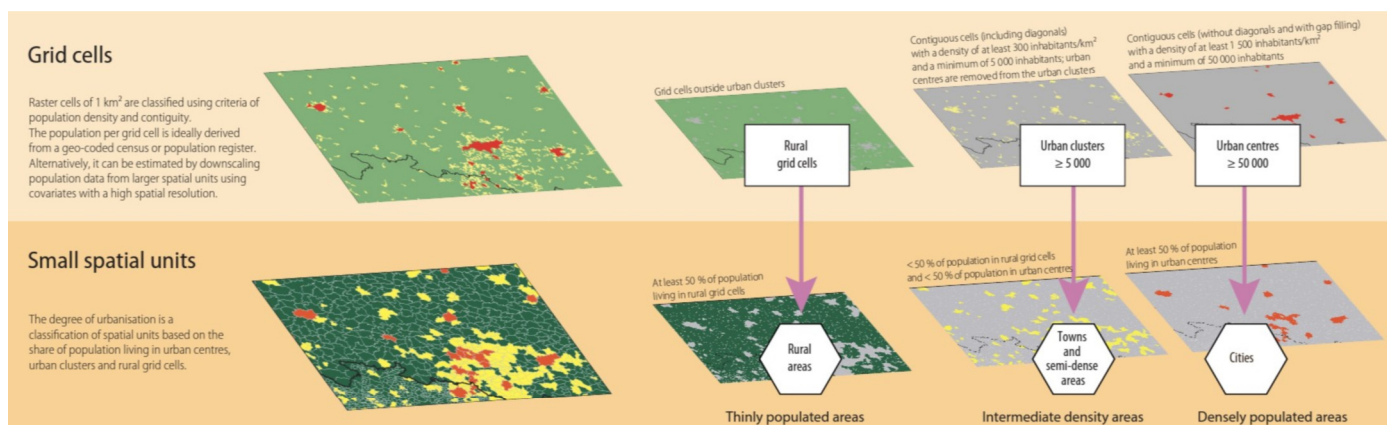 Grid cells
Raster cells of 1 km² are classified using criteria of
population density and contiguity.
The population per grid cell is ideally derived
from a geo-coded census or population register.
Alternatively, it can be estimated by downscaling
population data from larger spatial units using
covariates with a high spatial resolution.
Grid cells outside urban clusters
Rural
grid cells
Contiguous cells (including diagonals)
with a density of at least 300 inhabitants/km²
and a minimum of 5 000 inhabitants; urban
centres are removed from the urban clusters
Urban clusters
≥ 5 000
Contiguous cells (without diagonals and with gap filling)
with a density of at least 1 500 inhabitants/km²
and a minimum of 50 000 inhabitants
Urban centres
≥ 50 000
Small spatial units
The degree of urbanisation is a
classification of spatial units based on the
share of population living in urban centres,
urban clusters and rural grid cells.
At least 50 % of population
living in rural grid cells
Rural
areas
Thinly populated areas
< 50 % of population in rural grid cells
and < 50 % of population in urban centres
Towns
and
semi-dense
areas
Intermediate density areas
At least 50 % of population
living in urban centres
Cities
Densely populated areas